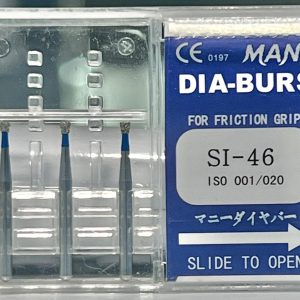 CE 0197 MANI
DIA-BURS
FOR FRICTION GRIP
SI-46
ISO 001/020
マニーダイヤバー
SLIDE TO OPEN